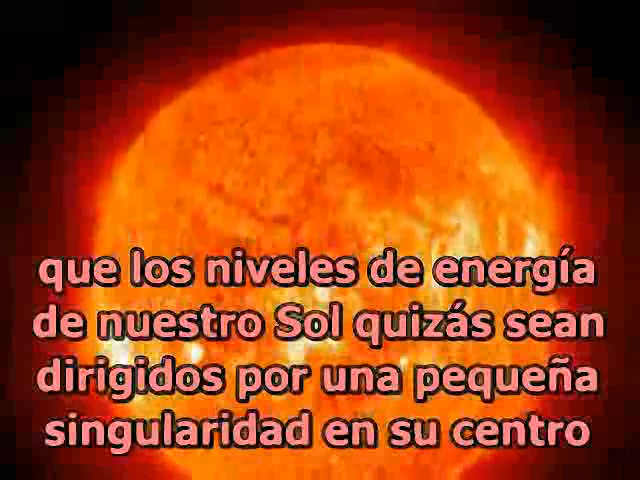 que los niveles de energía
de nuestro Sol quizás sean
dirigidos por una pequeña
singularidad en su centro